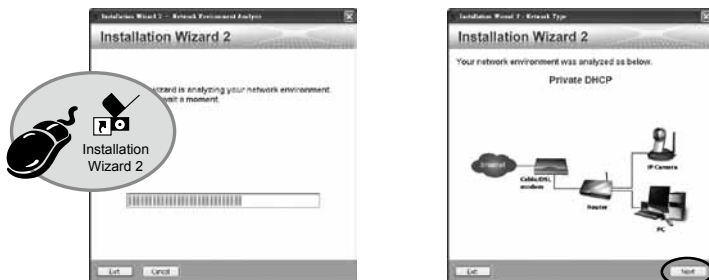 Installation Wizard 2 - Network Environment Analyze
Installation Wizard 2
wizard is analyzing your network environment.
wait a moment.
Installation
Wizard 2
Exit Cancel
Installation Wizard 2 - Network Type
Installation Wizard 2
Your network environment was analyzed as below.
Private DHCP
Internet
Cable/DSL
modem
Router
IP Camera
PC
Exit Next